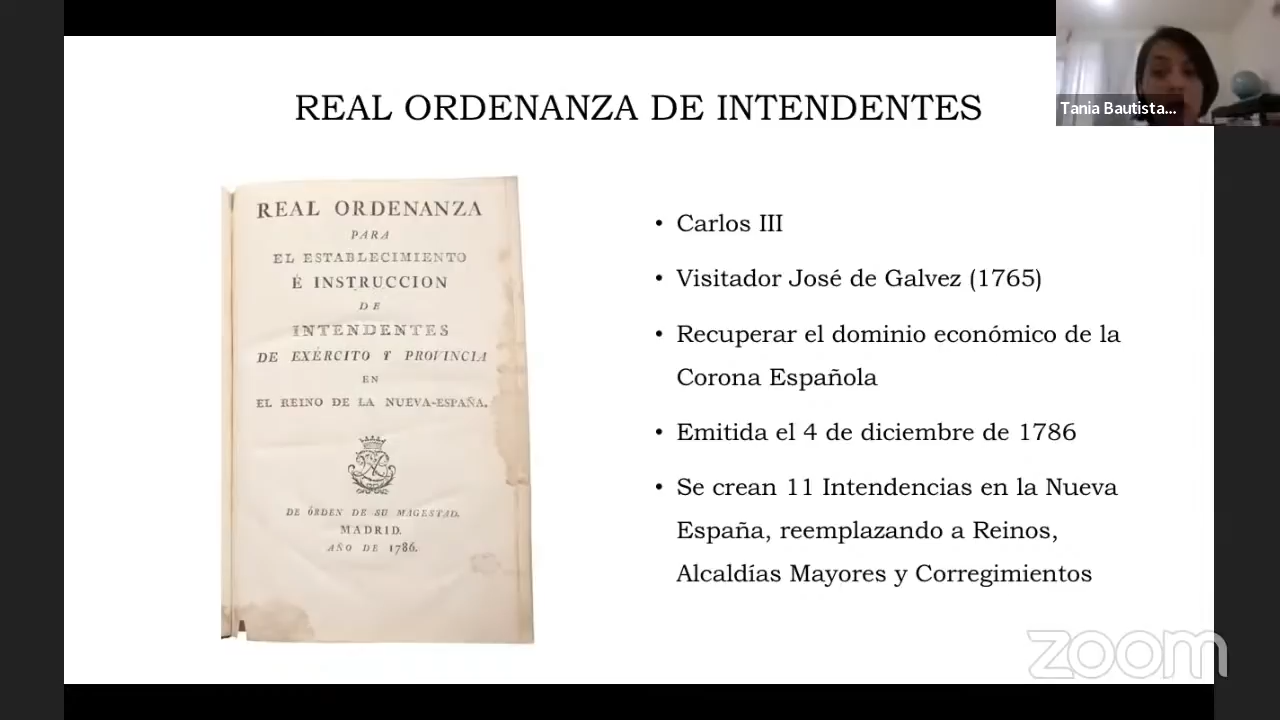 REAL ORDENANZA DE INTENDENTES
Tania Bautista...
REAL ORDENANZA
PARA
EL ESTABLECIMIENTO
É INSTRUCCION
DE
INTENDENTES
DE EXÉRCITO Y PROVINCIA
EN
EL REINO DE LA NUEVA-ESPAÑA.
DE ÓRDEN DE SU MAGESTAD.
MADRID.
AÑO DE 1786.
• Carlos III
• Visitador José de Galvez (1765)
• Recuperar el dominio económico de la
Corona Española
• Emitida el 4 de diciembre de 1786
• Se crean 11 Intendencias en la Nueva
España, reemplazando a Reinos,
Alcaldías Mayores y Corregimientos
zoom